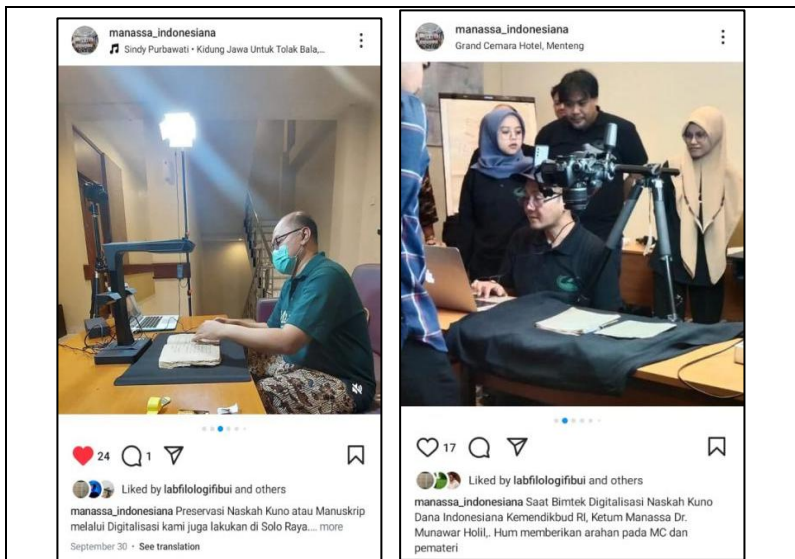 manassa_indonesiana
Sindy Purbawati • Kidung Jawa Untuk Tolak Bala,...
24
1
Liked by labfilologifibui and others
manassa_indonesiana Preservasi Naskah Kuno atau Manuskrip
melalui Digitalisasi kami juga lakukan di Solo Raya.... more
September 30 • See translation
manassa_indonesiana
Grand Cemara Hotel, Menteng
17
Liked by labfilologifibui and others
manassa_indonesiana Saat Bimtek Digitalisasi Naskah Kuno
Dana Indonesiana Kemendikbud RI, Ketum Manassa Dr.
Munawar Holil,. Hum memberikan arahan pada MC dan
pemateri